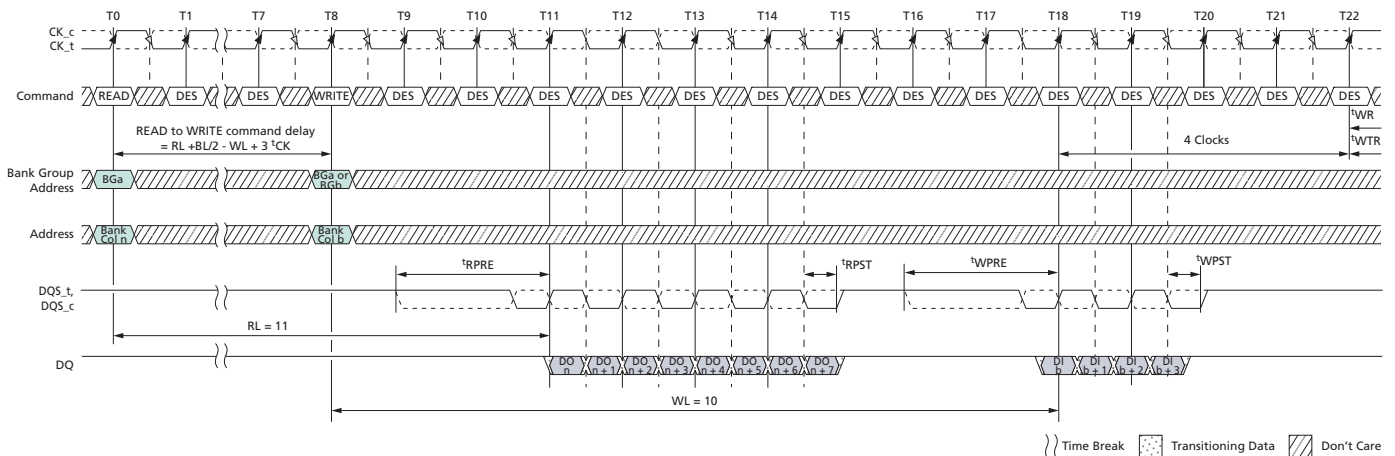 T0 T1 T7 T8 T9 T10 T11 T12 T13 T14 T15 T16 T17 T18 T19 T20 T21 T22
CK_c
CK_t
Command READ DES DES WRITE DES DES DES DES DES DES DES DES DES DES DES DES DES DES
READ to WRITE command delay
= RL +BL/2 - WL + 3 tCK
4 Clocks
tWR
tWTR
Bank Group
Address
BGa
BGa or
BGb
Address
Bank
Col n
Bank
Col b
tRPRE tRPST tWPRE tWPST
DQS_t,
DQS_c
RL = 11
DQ
DO DO DO DO DO DO DO DO DI DI DI DI
n n + 1 n + 2 n + 3 n + 4 n + 5 n + 6 n + 7 b b + 1 b + 2 b + 3
WL = 10
Time Break Transitioning Data Don't Care